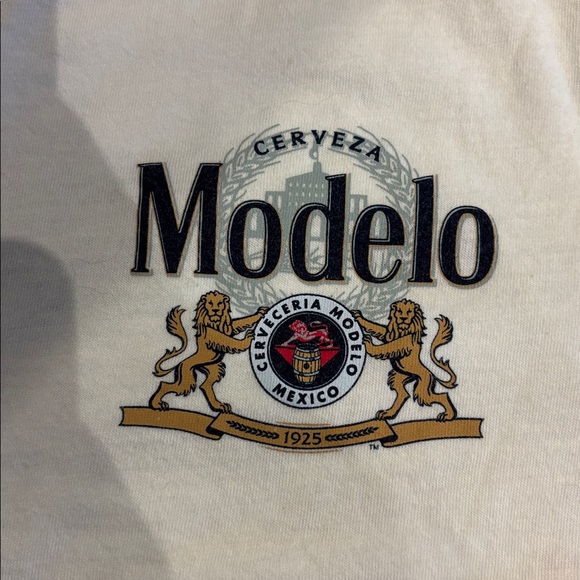 CERVEZA
Modelo
CERVECERIA MODELO
MEXICO
1925
TM